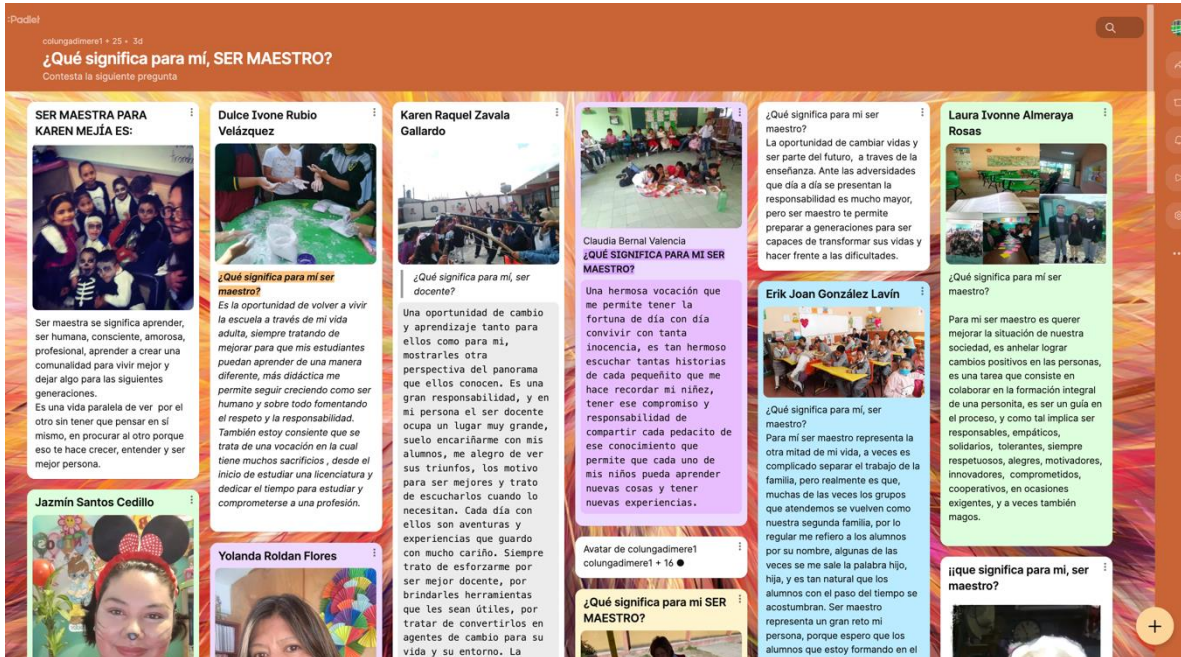 :Padlet
colungadimere1 + 25 • 3d
¿Qué significa para mí, SER MAESTRO?
Contesta la siguiente pregunta
SER MAESTRA PARA
KAREN MEJÍA ES:
Ser maestra se significa aprender,
ser humana, consciente, amorosa,
profesional, aprender a crear una
comunalidad para vivir mejor y
dejar algo para las siguientes
generaciones.
Es una vida paralela de ver  por el
otro sin tener que pensar en sí
mismo, en procurar al otro porque
eso te hace crecer, entender y ser
mejor persona.
Jazmín Santos Cedillo
Dulce Ivone Rubio
Velázquez
¿Qué significa para mí ser
maestro?
Es la oportunidad de volver a vivir
la escuela a través de mi vida
adulta, siempre tratando de
mejorar para que mis estudiantes
puedan aprender de una manera
diferente, más didáctica me
permite seguir creciendo como ser
humano y sobre todo fomentando
el respeto y la responsabilidad.
También estoy consiente que se
trata de una vocación en la cual
tiene muchos sacrificios , desde el
inicio de estudiar una licenciatura y
dedicar el tiempo para estudiar y
comprometerse a una profesión.
Yolanda Roldan Flores
Karen Raquel Zavala
Gallardo
¿Qué significa para mí, ser
docente?
Una oportunidad de cambio
y aprendizaje tanto para
ellos como para mi,
mostrarles otra
perspectiva del panorama
que ellos conocen. Es una
gran responsabilidad, y en
mi persona el ser docente
ocupa un lugar muy grande,
suelo encariñarme con mis
alumnos, me alegro de ver
sus triunfos, los motivo
para ser mejores y trato
de escucharlos cuando lo
necesitan. Cada día con
ellos son aventuras y
experiencias que guardo
con mucho cariño. Siempre
trato de esforzarme por
ser mejor docente, por
brindarles herramientas
que les sean útiles, por
tratar de convertirlos en
agentes de cambio para su
vida y su entorno. La
Claudia Bernal Valencia
¿QUÉ SIGNIFICA PARA MI SER
MAESTRO?
Una hermosa vocación que
me permite tener la
fortuna de día con día
convivir con tanta
inocencia, es tan hermoso
escuchar tantas historias
de cada pequeñito que me
hace recordar mi niñez,
tener ese compromiso y
responsabilidad de
compartir cada pedacito de
ese conocimiento que
permite que cada uno de
mis niños pueda aprender
nuevas cosas y tener
nuevas experiencias.
Avatar de colungadimere1
colungadimere1 + 16 ●
¿Qué significa para mi SER
MAESTRO?
¿Qué significa para mi ser
maestro?
La oportunidad de cambiar vidas y
ser parte del futuro,  a traves de la
enseñanza. Ante las adversidades
que día a día se presentan la
responsabilidad es mucho mayor,
pero ser maestro te permite
preparar a generaciones para ser
capaces de transformar sus vidas y
hacer frente a las dificultades.
Erik Joan González Lavín
¿Qué significa para mí, ser
maestro?
Para mí ser maestro representa la
otra mitad de mi vida, a veces es
complicado separar el trabajo de la
familia, pero realmente es que,
muchas de las veces los grupos
que atendemos se vuelven como
nuestra segunda familia, por lo
regular me refiero a los alumnos
por su nombre, algunas de las
veces se me sale la palabra hijo,
hija, y es tan natural que los
alumnos con el paso del tiempo se
acostumbran. Ser maestro
representa un gran reto mi
persona, porque espero que los
alumnos que estoy formando en el
Laura Ivonne Almeraya
Rosas
¿Qué significa para mí ser
maestro?
Para mi ser maestro es querer
mejorar la situación de nuestra
sociedad, es anhelar lograr
cambios positivos en las personas,
es una tarea que consiste en
colaborar en la formación integral
de una personita, es ser un guía en
el proceso, y como tal implica ser
responsables, empáticos,
solidarios,  tolerantes, siempre
respetuosos, alegres, motivadores,
innovadores,  comprometidos,
cooperativos, en ocasiones
exigentes, y a veces también
magos.
¡¡que significa para mi, ser
maestro?